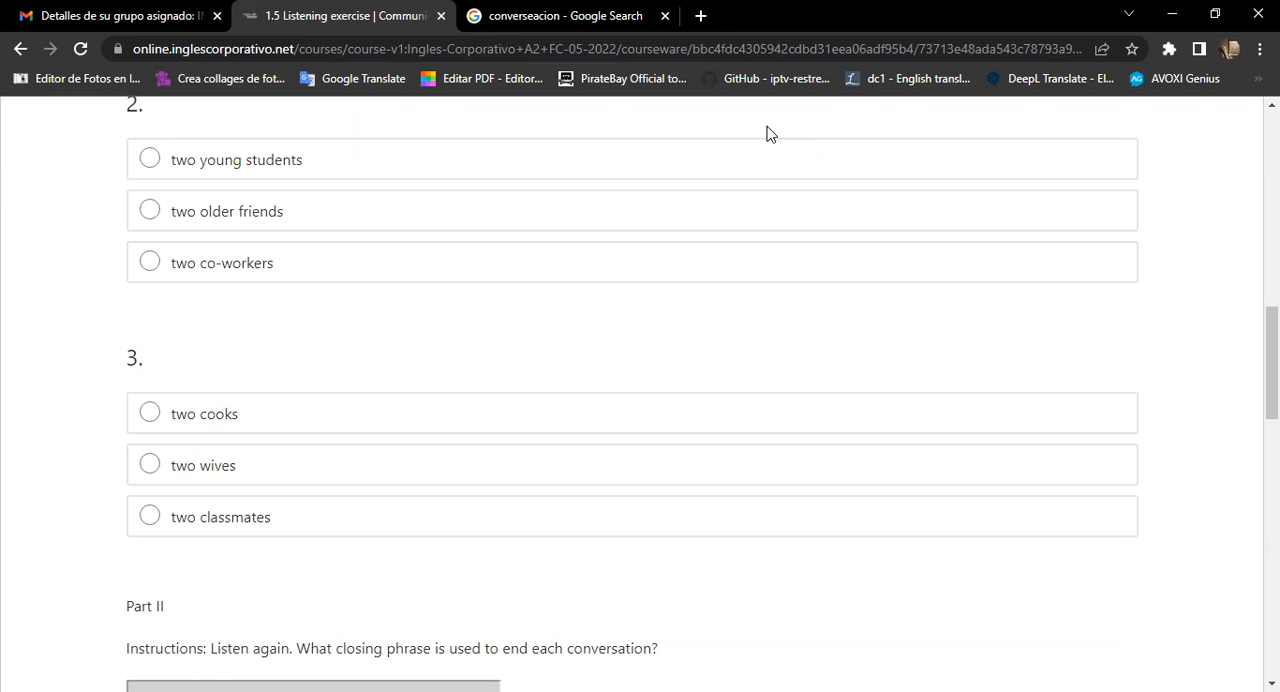 Detalles de su grupo asignado: I
1.5 Listening exercise | Communi
converseacion - Google Search
online.inglescorporativo.net/courses/course-v1:Ingles-Corporativo+A2+FC-05-2022/courseware/bbc4fdc4305942cdbd31eea06adf95b4/73713e48ada543c78793a9...
Editor de Fotos en l...
Crea collages de fot...
Google Translate
Editar PDF - Editor...
PirateBay Official to...
GitHub - iptv-restre...
dc1 - English transl...
DeepL Translate - El...
AVOXI Genius
2.
two young students
two older friends
two co-workers
3.
two cooks
two wives
two classmates
Part II
Instructions: Listen again. What closing phrase is used to end each conversation?